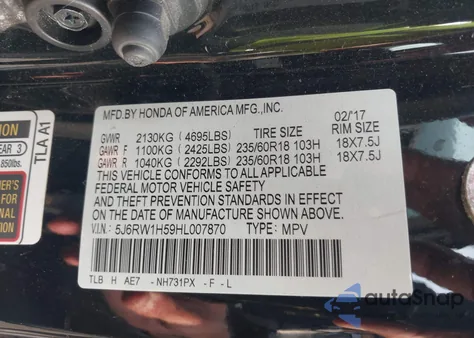 MFD.BY HONDA OF AMERICA MFG.,INC. 02/17
GVWR 2130KG (4695LBS) TIRE SIZE RIM SIZE
GAWR F 1100KG (2425LBS) 235/60R18 103H 18X7.5J
GAWR R 1040KG (2292LBS) 235/60R18 103H 18X7.5J
THIS VEHICLE CONFORMS TO ALL APPLICABLE
FEDERAL MOTOR VEHICLE SAFETY
AND THEFT PREVENTION STANDARDS IN EFFECT
ON THE DATE OF MANUFACTURE SHOWN ABOVE.
V.I.N.: 5J6RW1H59HL007870 TYPE: MPV
TLB H AE7 - NH731PX - F - L
TLA A1
EAR 3
850lbs.
autoSnap